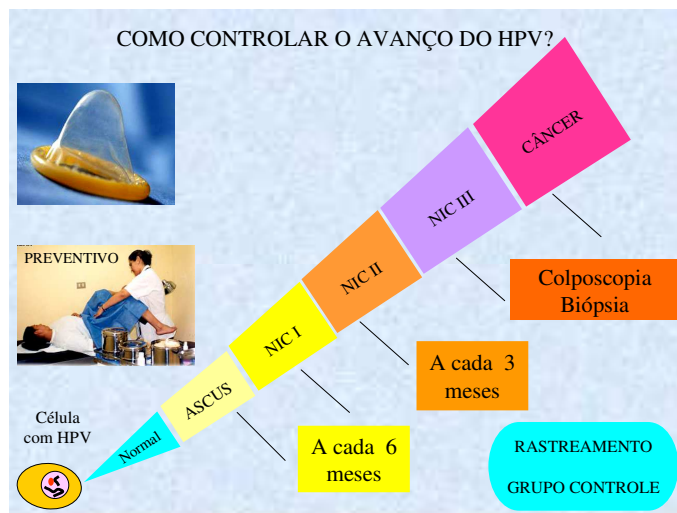 COMO CONTROLAR O AVANÇO DO HPV?
PREVENTIVO
CÂNCER
NIC III
NIC II
NIC I
ASCUS
Normal
Célula
com HPV
Colposcopia
Biópsia
A cada 3
meses
A cada 6
meses
RASTREAMENTO
GRUPO CONTROLE